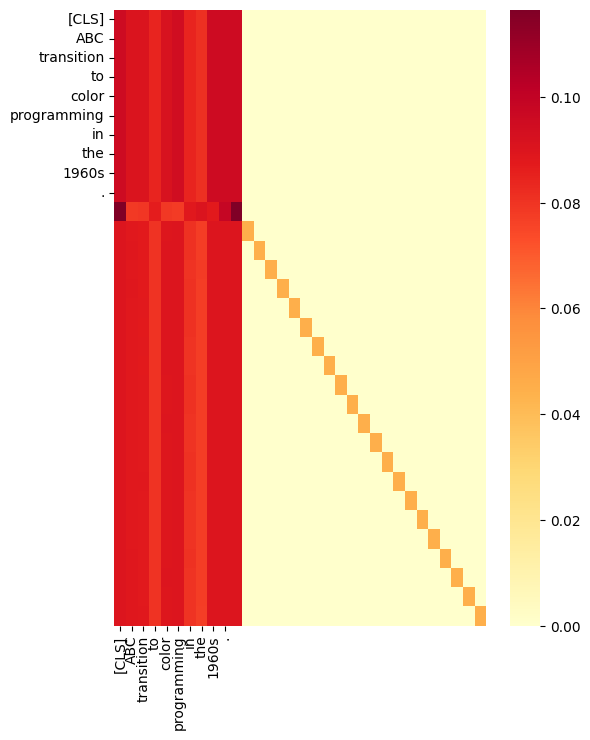 [CLS]
ABC
transition
to
color
programming
in
the
1960s
.
0.10
0.08
0.06
0.04
0.02
0.00
[CLS]
ABC
transition
to
color
programming
in
the
1960s
.